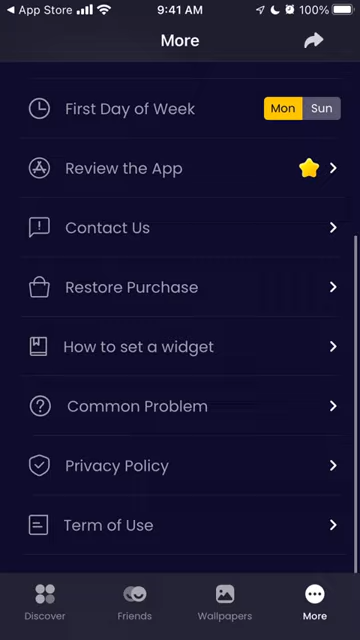 App Store
9:41 AM
100%
More
First Day of Week
Mon Sun
Review the App
Contact Us
Restore Purchase
How to set a widget
Common Problem
Privacy Policy
Term of Use
Discover
Friends
Wallpapers
More